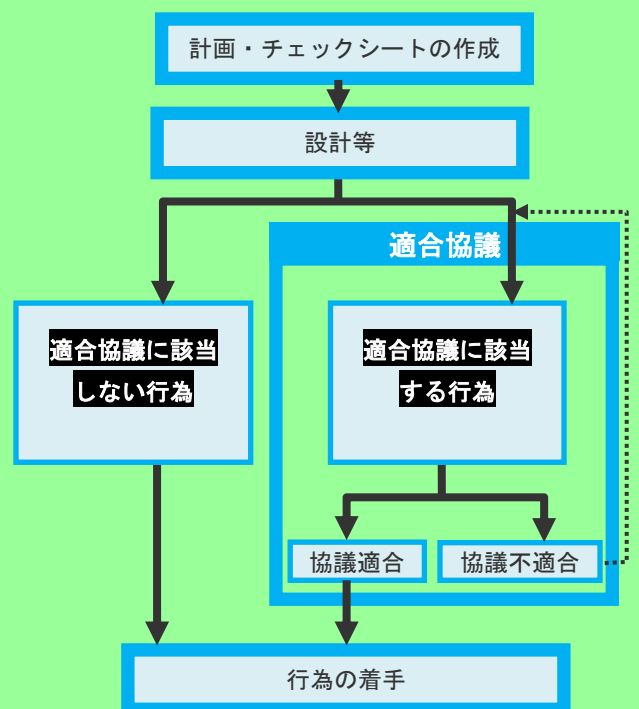 計画・チェックシートの作成
設計等
適合協議
適合協議に該当
しない行為
適合協議に該当
する行為
協議適合
協議不適合
行為の着手